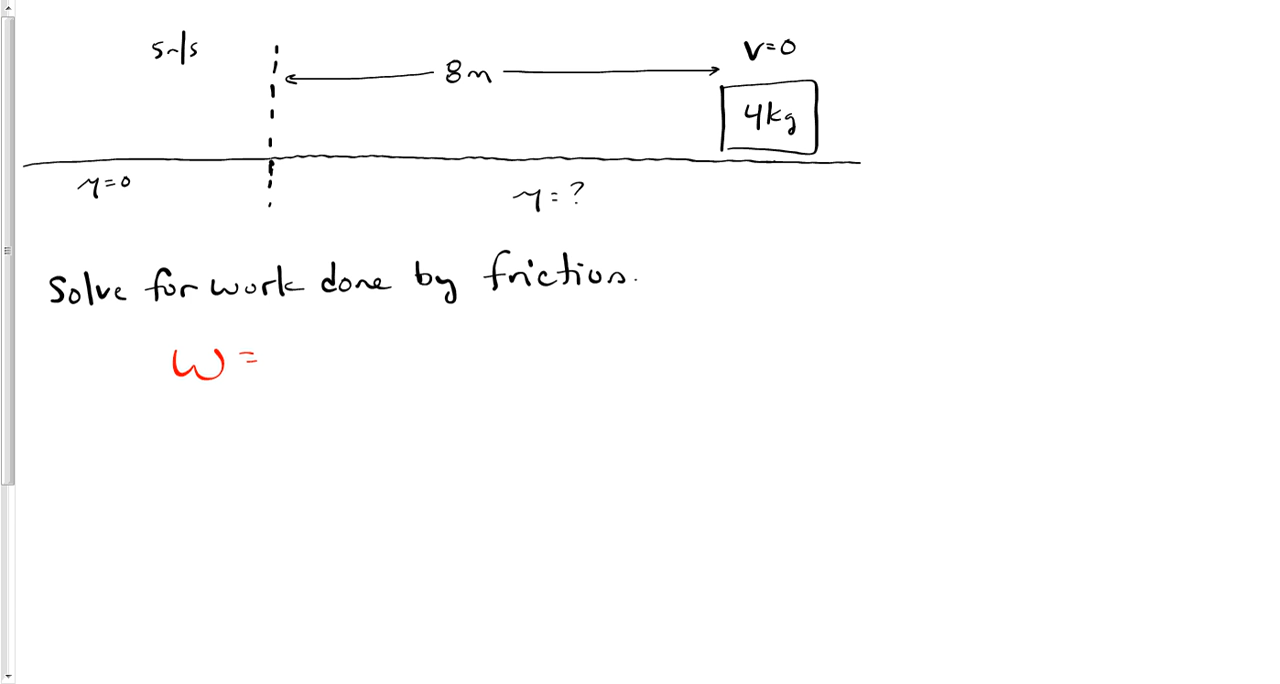 5m/s
8m
V=0
4kg
μ=0
μ=?
Solve for work done by friction.
W=